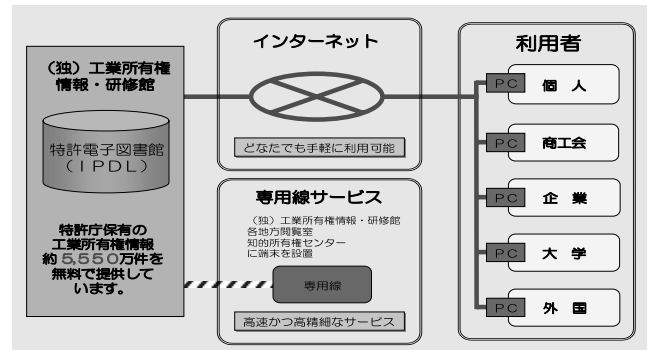 (独)工業所有権
情報・研修館
特許電子図書館
(IPDL)
特許庁保有の
工業所有権情報
約5,550万件を
無料で提供して
います。
インターネット
どなたでも手軽に利用可能
専用線サービス
(独)工業所有権情報・研修館
各地方閲覧室
知的所有権センター
に端末を設置
専用線
高速かつ高精細なサービス
利用者
PC 個人
PC 商工会
PC 企業
PC 大学
PC 外国